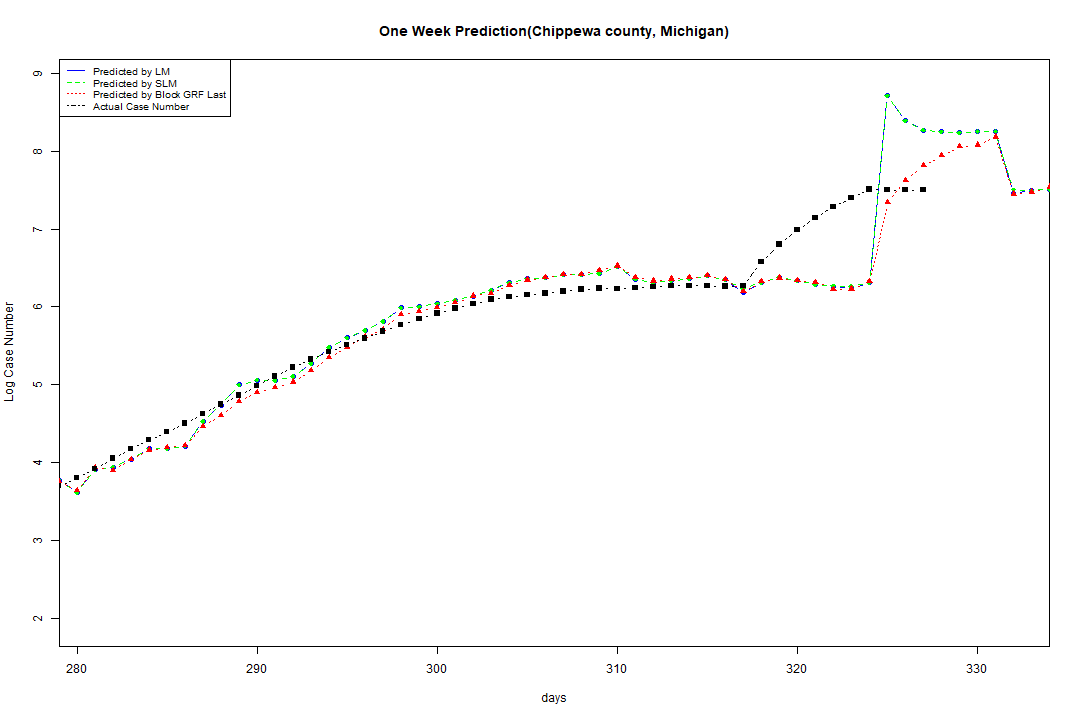 One Week Prediction(Chippewa county, Michigan)
Predicted by LM
Predicted by SLM
Predicted by Block GRF Last
Actual Case Number
9
8
7
6
5
4
3
2
Log Case Number
280 290 300 310 320 330
days